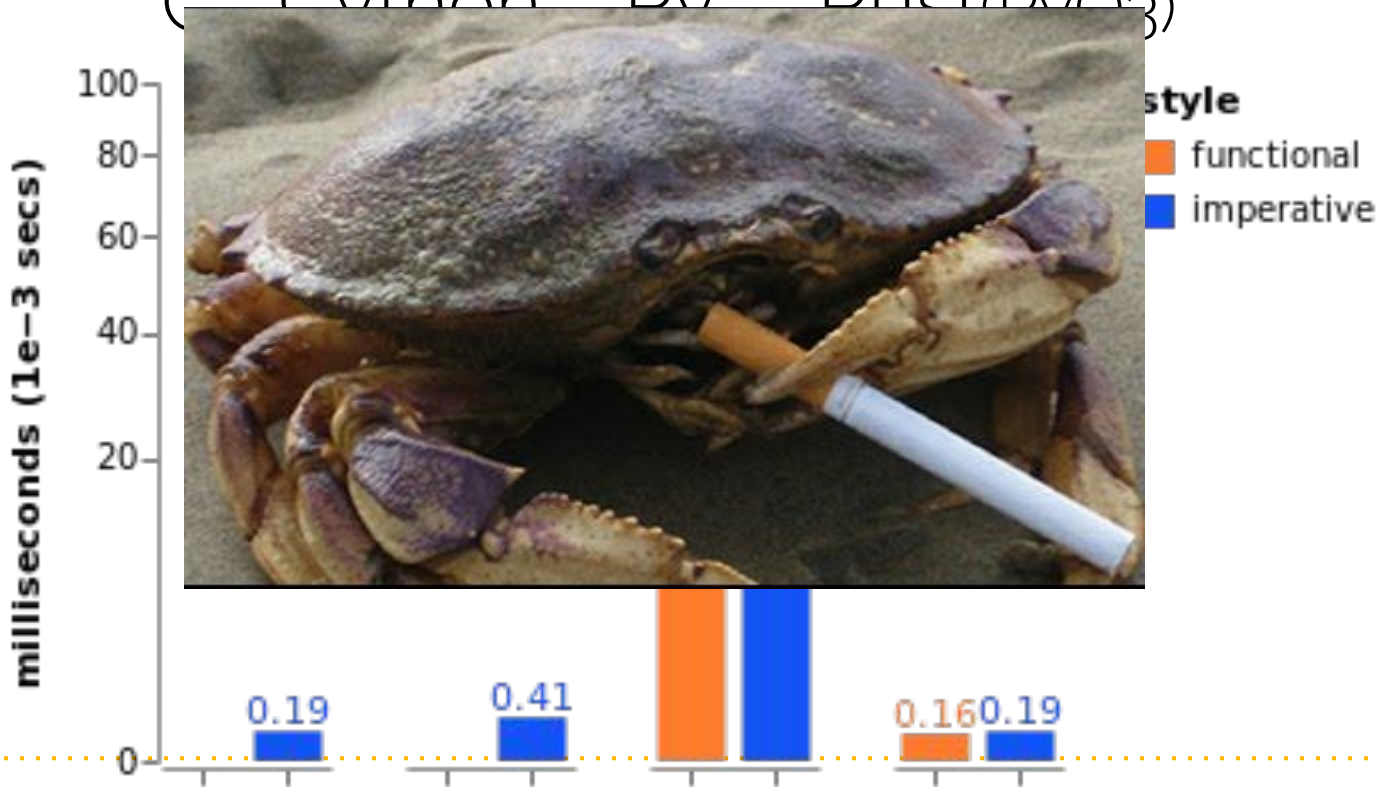 style
functional
imperative
milliseconds (1e−3 secs)
100
80
60
40
20
0
0.19
0.41
0.16
0.19